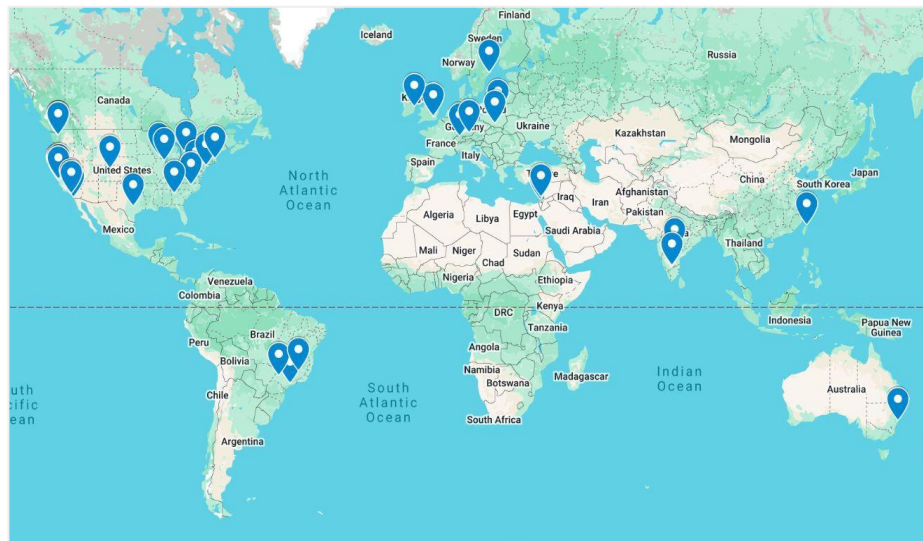 Iceland
Finland
Sweden
Norway
Russia
Canada
Ukraine
Kazakhstan
Mongolia
France
Italy
Spain
United States
North
Atlantic
Ocean
Japan
South Korea
China
Afghanistan
Iraq
Iran
Pakistan
Algeria
Libya
Egypt
Saudi Arabia
Mexico
Mali
Niger
Chad
Sudan
Thailand
Nigeria
Ethiopia
Venezuela
Colombia
Kenya
DRC
Tanzania
Indonesia
Papua New
Guinea
Brazil
Peru
Bolivia
Angola
Namibia
Botswana
Madagascar
Indian
Ocean
Australia
Chile
South
Atlantic
Ocean
South Africa
Argentina